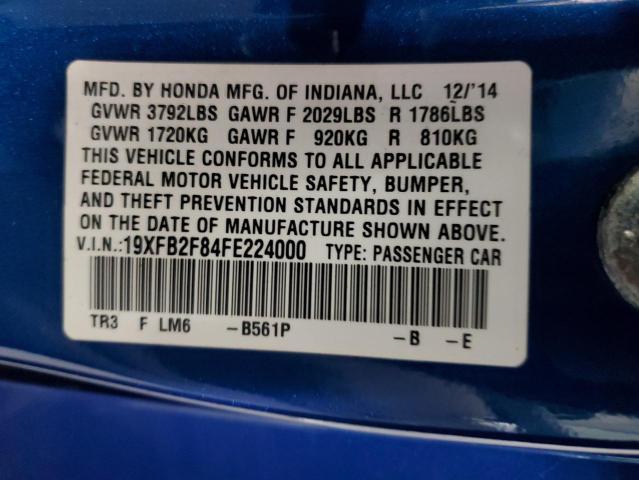 MFD. BY HONDA MFG. OF INDIANA, LLC 12/'14
GVWR 3792LBS GAWR F 2029LBS R 1786LBS
GVWR 1720KG GAWR F 920KG R 810KG
THIS VEHICLE CONFORMS TO ALL APPLICABLE
FEDERAL MOTOR VEHICLE SAFETY, BUMPER,
AND THEFT PREVENTION STANDARDS IN EFFECT
ON THE DATE OF MANUFACTURE SHOWN ABOVE.
V.I.N.:19XFB2F84FE224000 TYPE: PASSENGER CAR
TR3 F LM6 -B561P -B -E